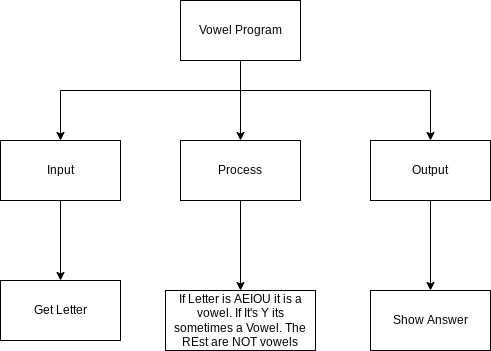 Vowel Program
Input
Process
Output
Get Letter
If Letter is AEIOU it is a
vowel. If It's Y its
sometimes a Vowel. The
REst are NOT vowels
Show Answer